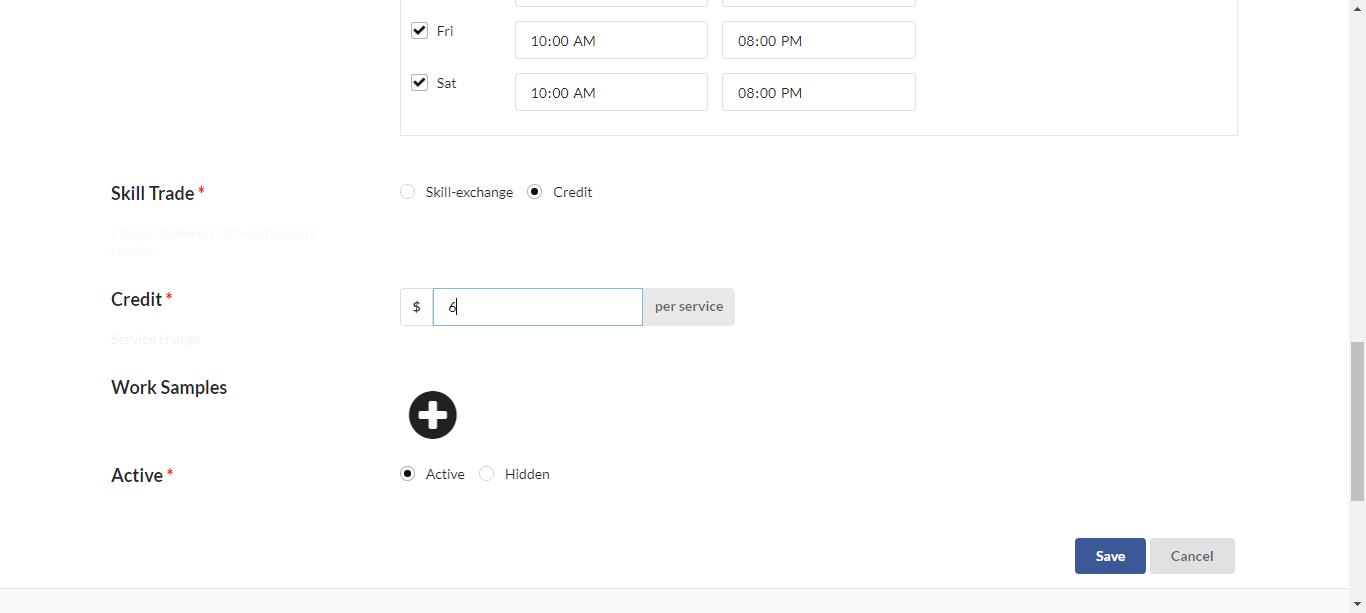 Fri
10:00 AM 08:00 PM
Sat
10:00 AM 08:00 PM
Skill Trade *
Skill-exchange Credit
Choose between skill-exchange or
credits
Credit *
$ 6 per service
Service charge
Work Samples
Active *
Active Hidden
Save Cancel